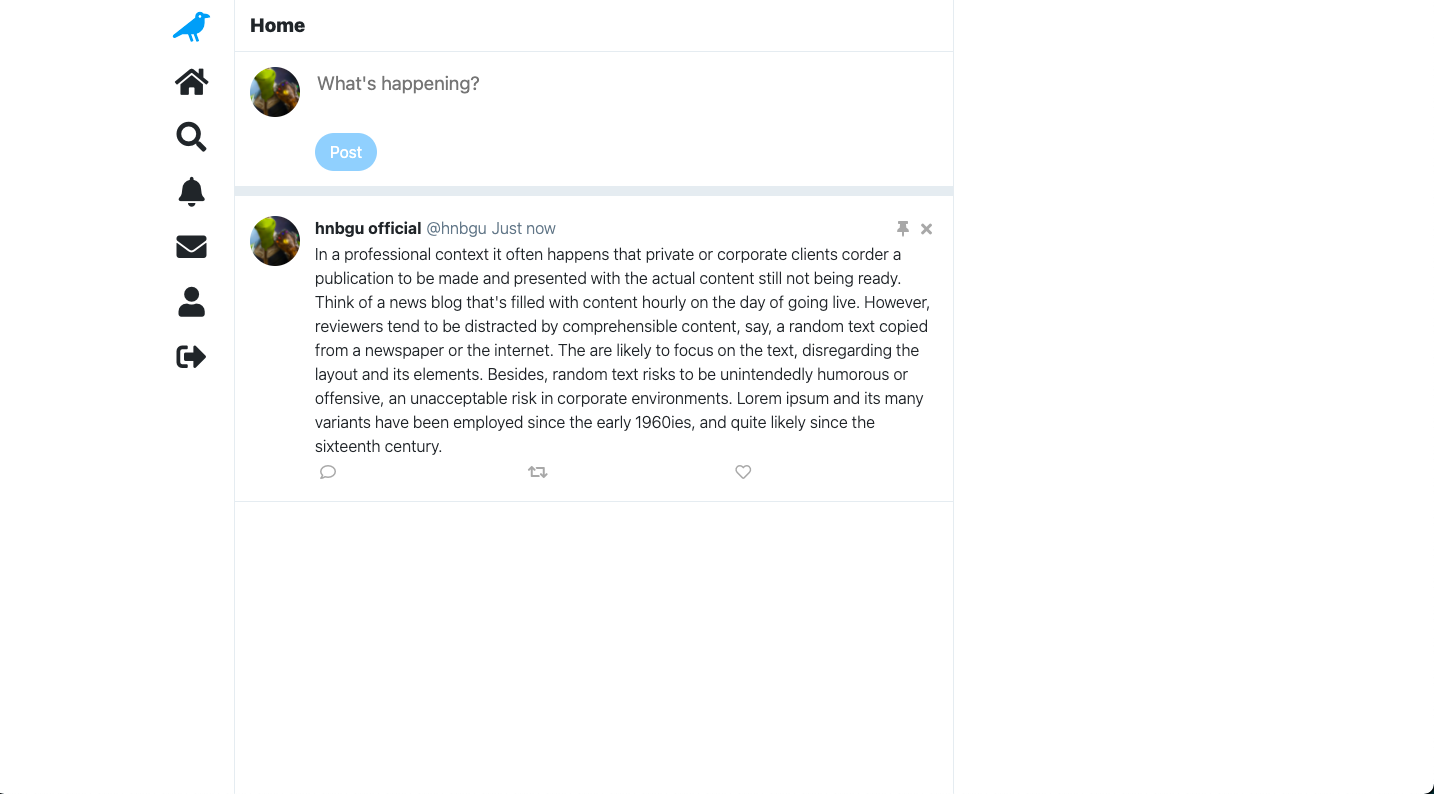 Home
What's happening?
Post
hnbgu official @hnbgu Just now
In a professional context it often happens that private or corporate clients corder a
publication to be made and presented with the actual content still not being ready.
Think of a news blog that's filled with content hourly on the day of going live. However,
reviewers tend to be distracted by comprehensible content, say, a random text copied
from a newspaper or the internet. The are likely to focus on the text, disregarding the
layout and its elements. Besides, random text risks to be unintendedly humorous or
offensive, an unacceptable risk in corporate environments. Lorem ipsum and its many
variants have been employed since the early 1960ies, and quite likely since the
sixteenth century.